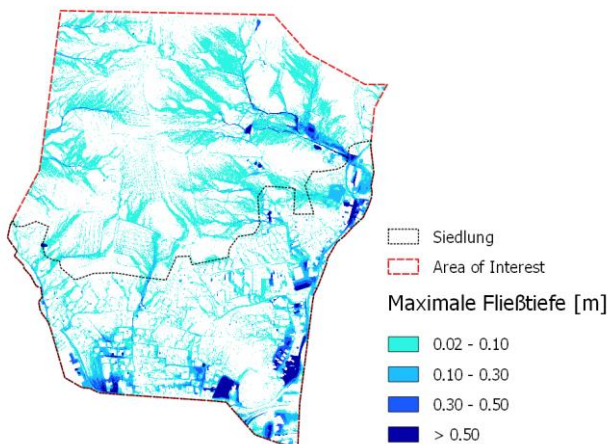 Siedlung
Area of Interest
Maximale Fließtiefe [m]
0.02 - 0.10
0.10 - 0.30
0.30 - 0.50
> 0.50